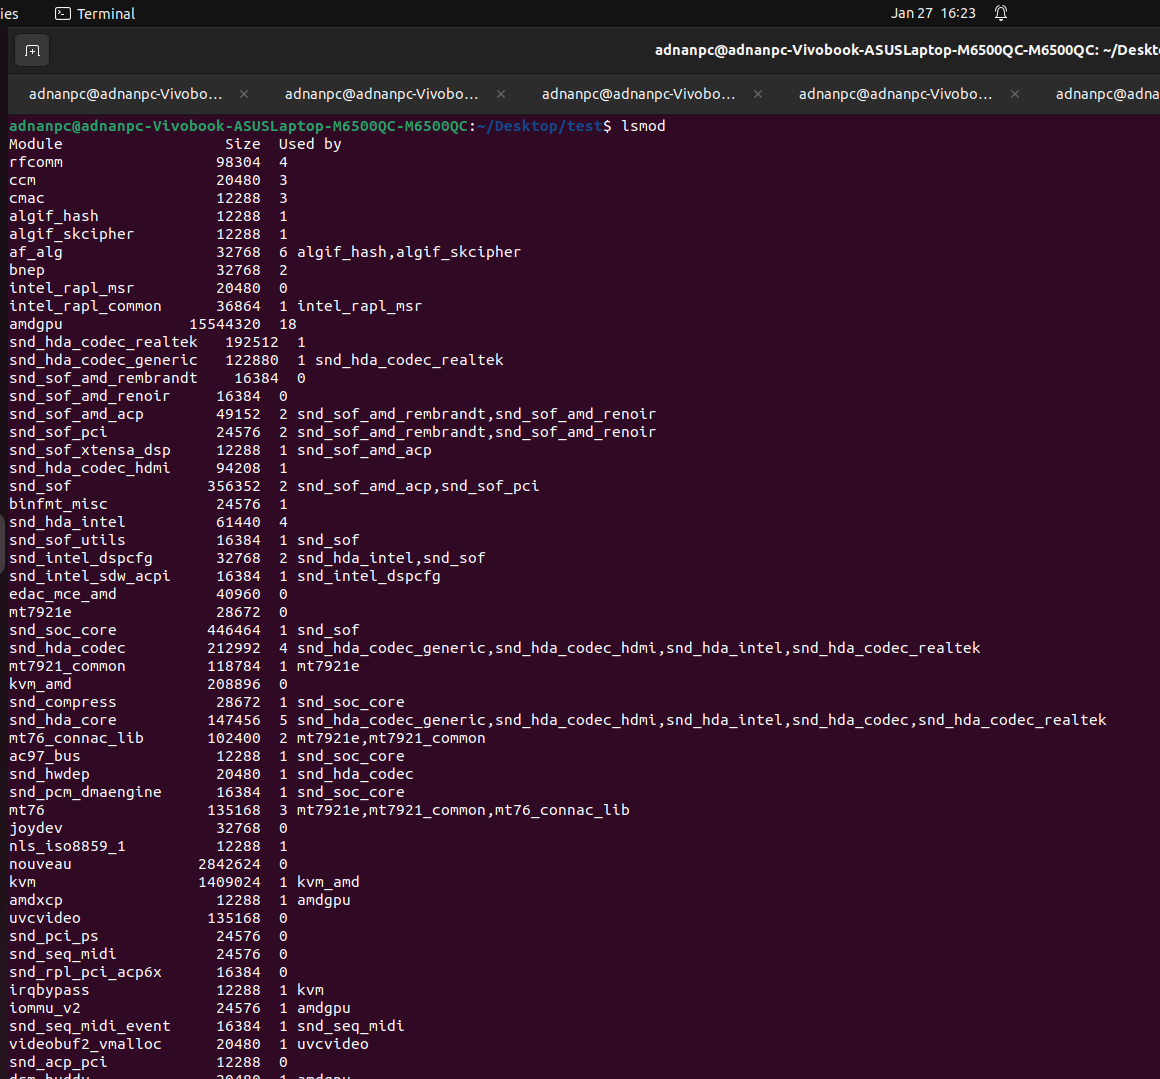 ies Terminal Jan 27 16:23
adnanpc@adnanpc-Vivobook-ASUSLaptop-M6500QC-M6500QC: ~/Deskto
adnanpc@adnanpc-Vivobo... × adnanpc@adnanpc-Vivobo... × adnanpc@adnanpc-Vivobo... × adnanpc@adnanpc-Vivobo... × adnanpc@adna
adnanpc@adnanpc-Vivobook-ASUSLaptop-M6500QC-M6500QC:~/Desktop/test$ lsmod
Module Size Used by
rfcomm 98304 4
ccm 20480 3
cmac 12288 3
algif_hash 12288 1
algif_skcipher 12288 1
af_alg 32768 6 algif_hash,algif_skcipher
bnep 32768 2
intel_rapl_msr 20480 0
intel_rapl_common 36864 1 intel_rapl_msr
amdgpu 15544320 18
snd_hda_codec_realtek 192512 1
snd_hda_codec_generic 122880 1 snd_hda_codec_realtek
snd_sof_amd_rembrandt 16384 0
snd_sof_amd_renoir 16384 0
snd_sof_amd_acp 49152 2 snd_sof_amd_rembrandt,snd_sof_amd_renoir
snd_sof_pci 24576 2 snd_sof_amd_rembrandt,snd_sof_amd_renoir
snd_sof_xtensa_dsp 12288 1 snd_sof_amd_acp
snd_hda_codec_hdmi 94208 1
snd_sof 356352 2 snd_sof_amd_acp,snd_sof_pci
binfmt_misc 24576 1
snd_hda_intel 61440 4
snd_sof_utils 16384 1 snd_sof
snd_intel_dspcfg 32768 2 snd_hda_intel,snd_sof
snd_intel_sdw_acpi 16384 1 snd_intel_dspcfg
edac_mce_amd 40960 0
mt7921e 28672 0
snd_soc_core 446464 1 snd_sof
snd_hda_codec 212992 4 snd_hda_codec_generic,snd_hda_codec_hdmi,snd_hda_intel,snd_hda_codec_realtek
mt7921_common 118784 1 mt7921e
kvm_amd 208896 0
snd_compress 28672 1 snd_soc_core
snd_hda_core 147456 5 snd_hda_codec_generic,snd_hda_codec_hdmi,snd_hda_intel,snd_hda_codec,snd_hda_codec_realtek
mt76_connac_lib 102400 2 mt7921e,mt7921_common
ac97_bus 12288 1 snd_soc_core
snd_hwdep 20480 1 snd_hda_codec
snd_pcm_dmaengine 16384 1 snd_soc_core
mt76 135168 3 mt7921e,mt7921_common,mt76_connac_lib
joydev 32768 0
nls_iso8859_1 12288 1
nouveau 2842624 0
kvm 1409024 1 kvm_amd
amdxcp 12288 1 amdgpu
uvcvideo 135168 0
snd_pci_ps 24576 0
snd_seq_midi 24576 0
snd_rpl_pci_acp6x 16384 0
irqbypass 12288 1 kvm
iommu_v2 24576 1 amdgpu
snd_seq_midi_event 16384 1 snd_seq_midi
videobuf2_vmalloc 20480 1 uvcvideo
snd_acp_pci 12288 0
drm_buddy 20480 1 amdgpu